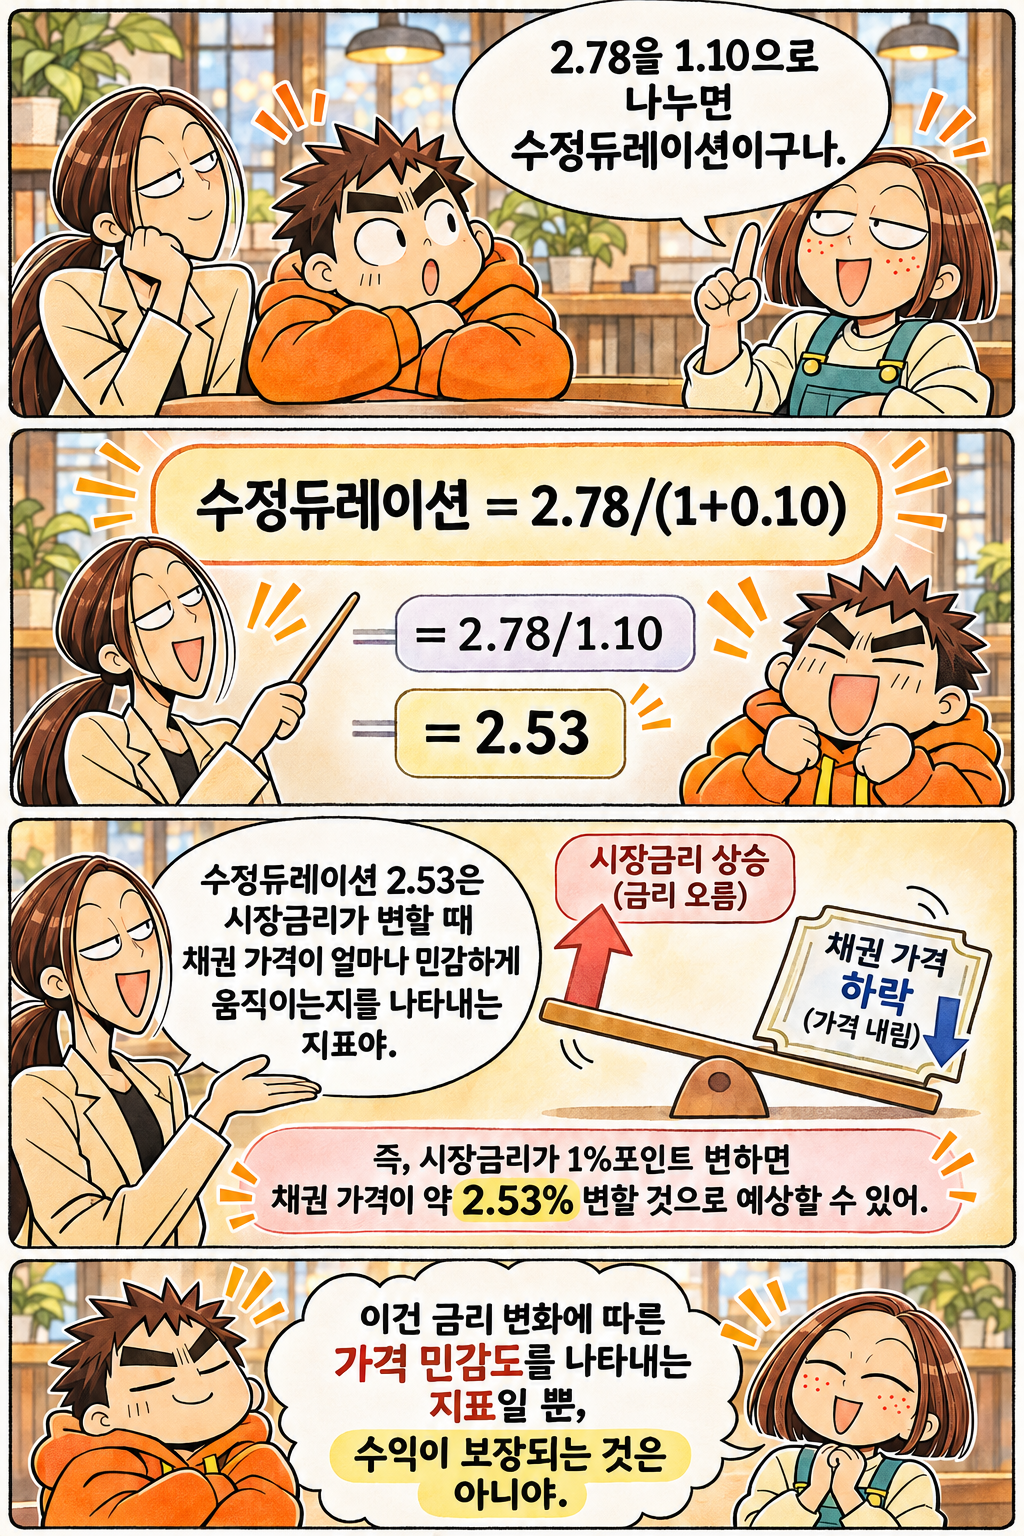 2.78을 1.10으로
나누면
수정듀레이션이구나.
수정듀레이션 = 2.78/(1+0.10)
= 2.78/1.10
= 2.53
수정듀레이션 2.53은
시장금리가 변할 때
채권 가격이 얼마나 민감하게
움직이는지를 나타내는
지표야.
시장금리 상승
(금리 오름)
채권 가격
하락
(가격 내림)
즉, 시장금리가 1%포인트 변하면
채권 가격이 약 2.53% 변할 것으로 예상할 수 있어.
이건 금리 변화에 따른
가격 민감도를 나타내는
지표일 뿐,
수익이 보장되는 것은
아니야.